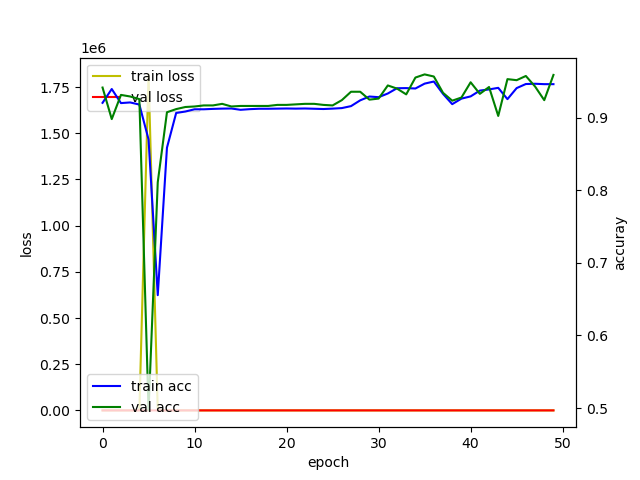 1e6
train loss
val loss
1.75
1.50
1.25
1.00
0.75
0.50
0.25
0.00
loss
0.9
0.8
0.7
0.6
0.5
accuray
train acc
val acc
0 10 20 30 40 50
epoch